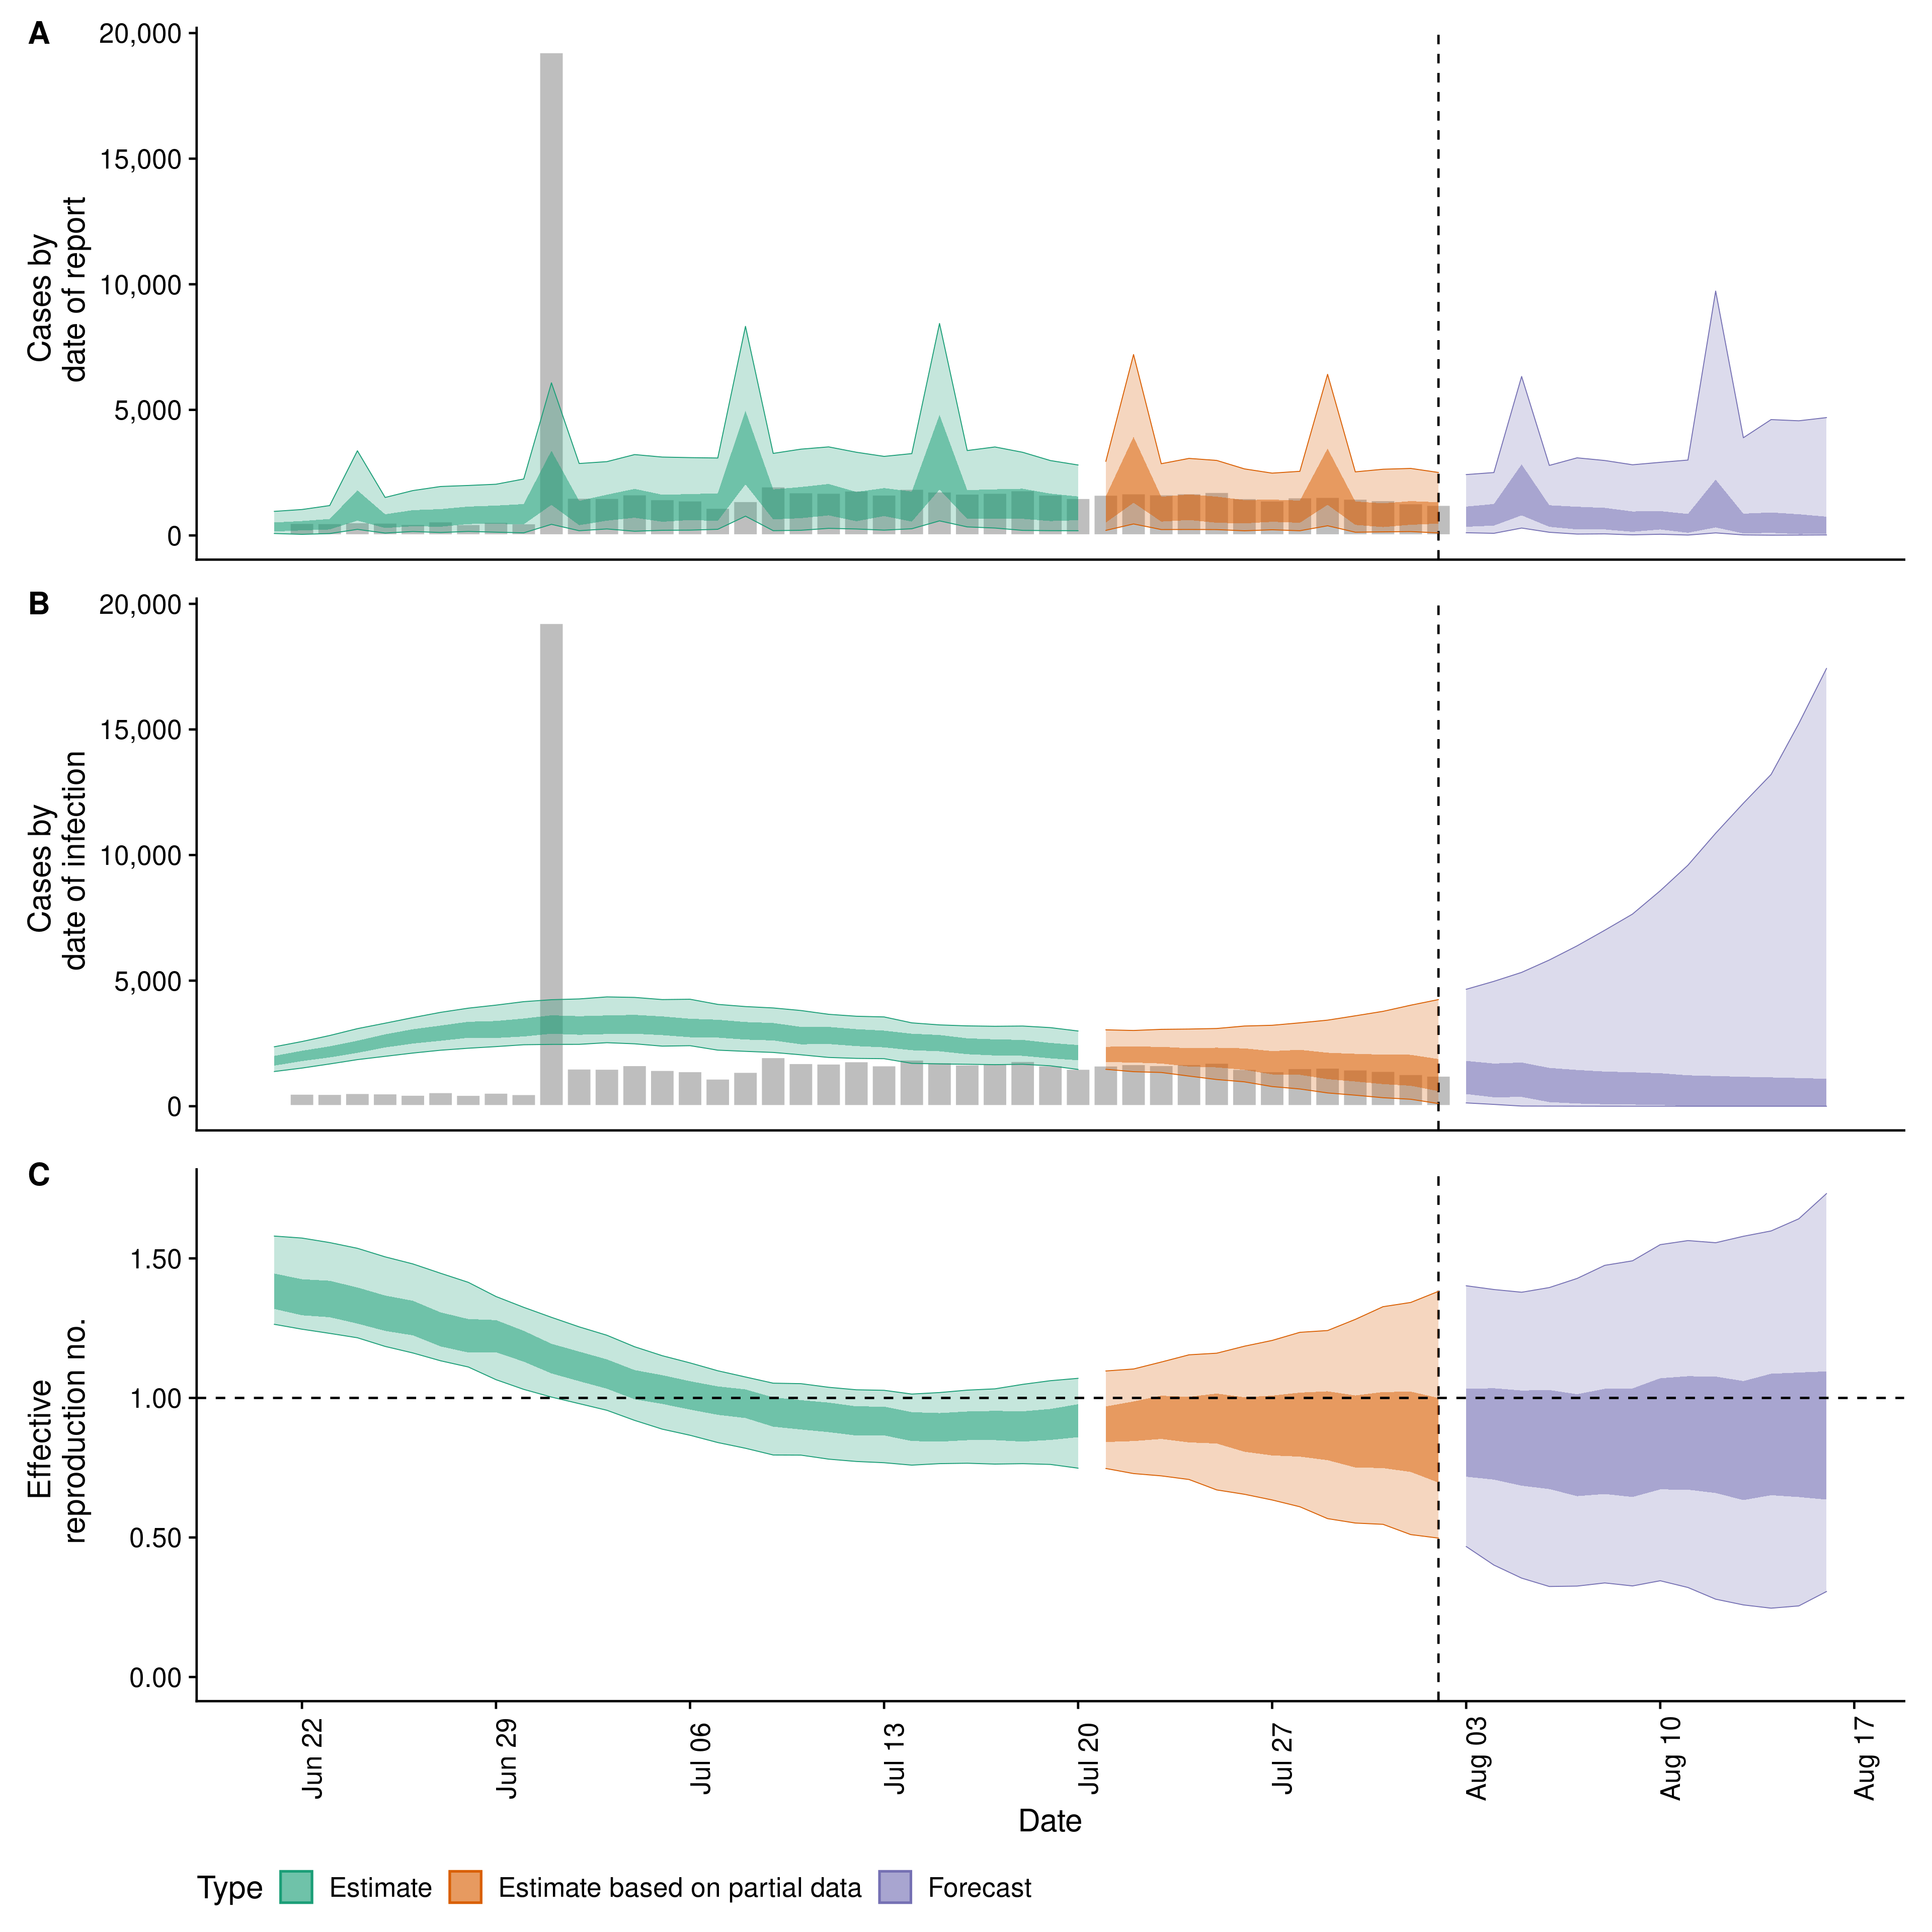 A
20,000
15,000
10,000
5,000
0
Cases by
date of report
B
20,000
15,000
10,000
5,000
0
Cases by
date of infection
C
1.50
1.00
0.50
0.00
Effective
reproduction no.
Jun 22
Jun 29
Jul 06
Jul 13
Jul 20
Jul 27
Aug 03
Aug 10
Aug 17
Date
Type Estimate Estimate based on partial data Forecast